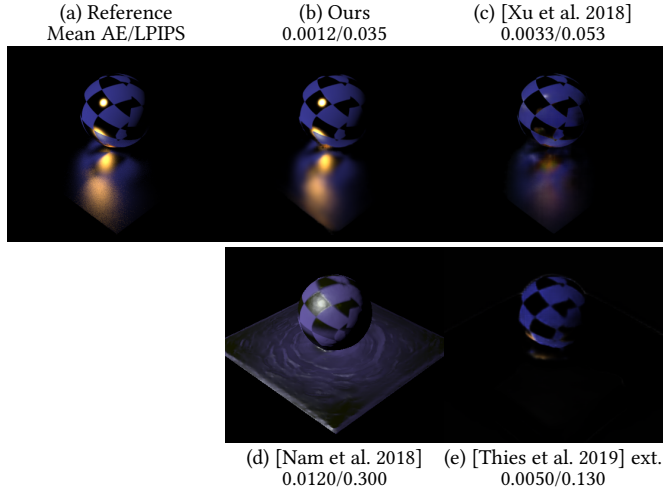 (a) Reference
Mean AE/LPIPS
(b) Ours
0.0012/0.035
(c) [Xu et al. 2018]
0.0033/0.053
(d) [Nam et al. 2018]
0.0120/0.300
(e) [Thies et al. 2019] ext.
0.0050/0.130